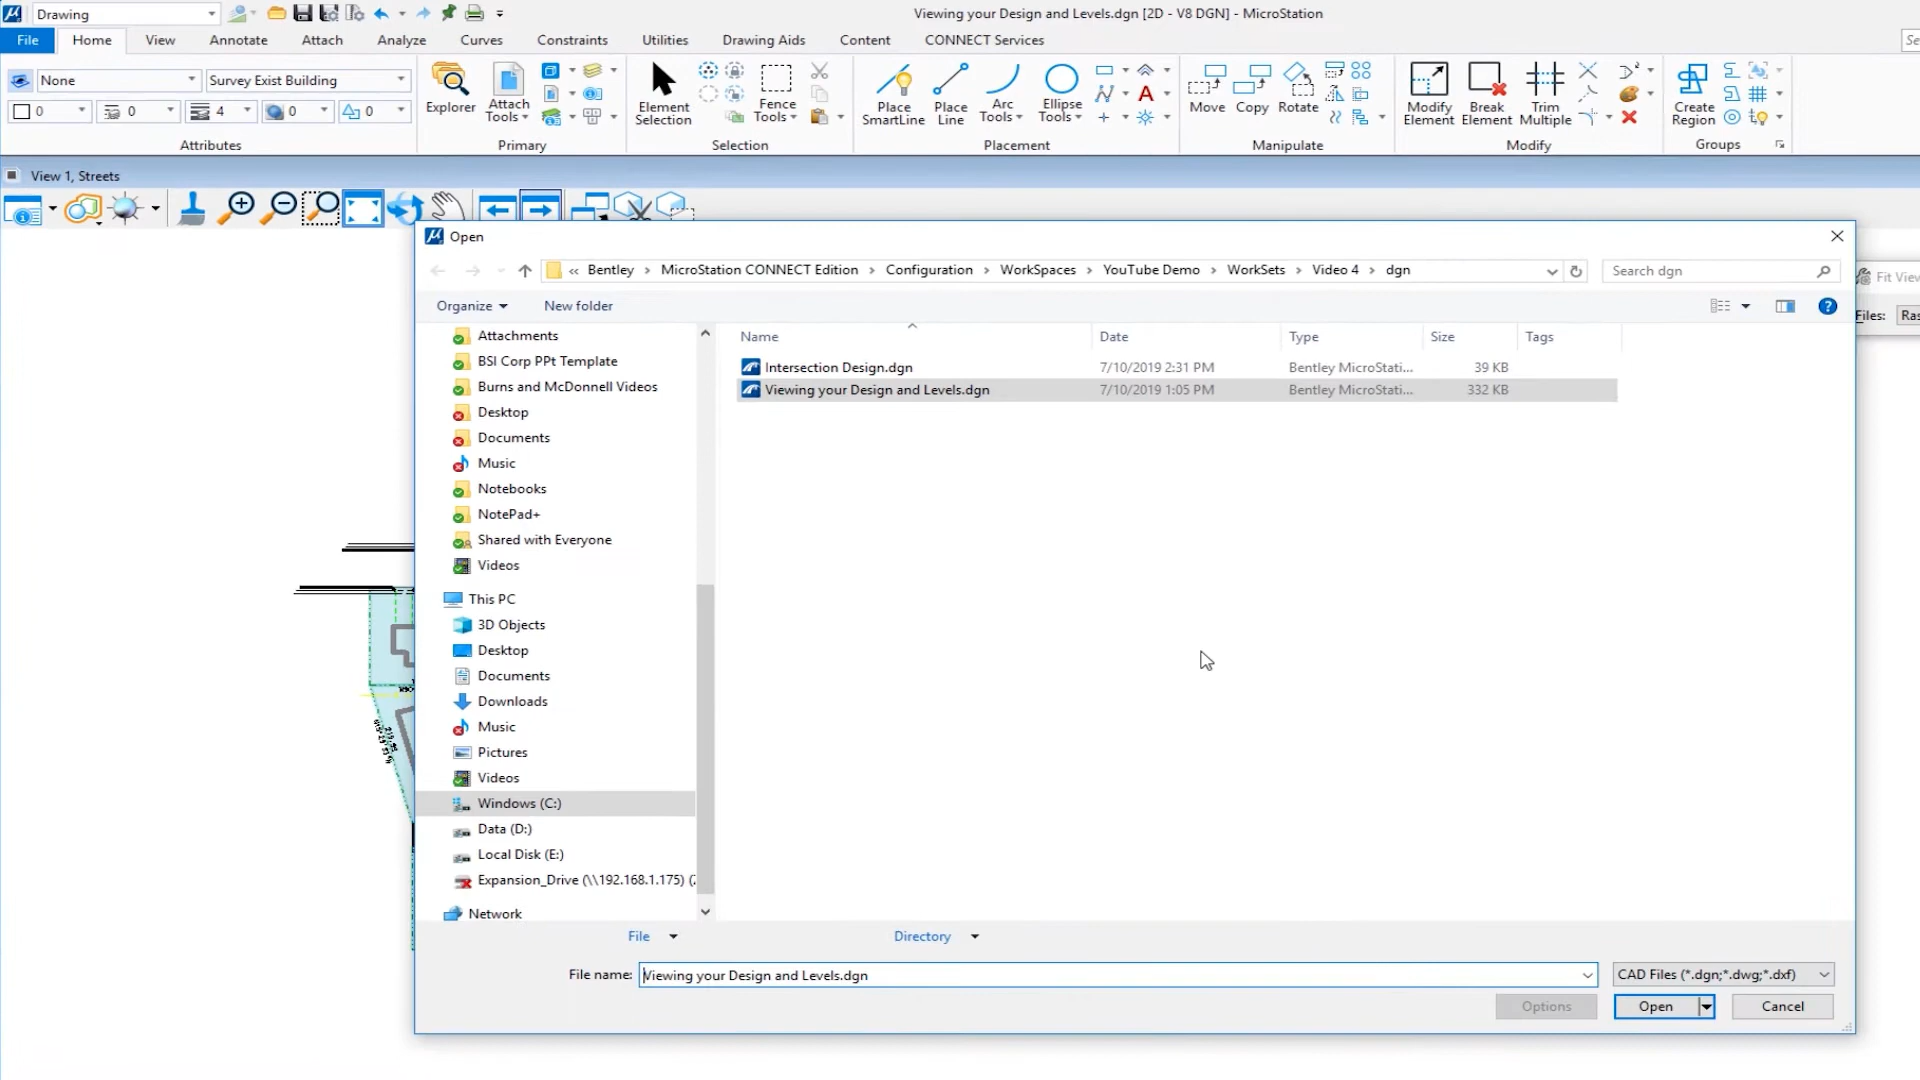 Drawing
Viewing your Design and Levels.dgn [2D - V8 DGN] - MicroStation
File Home View Annotate Attach Analyze Curves Constraints Utilities Drawing Aids Content CONNECT Services
None Survey Exist Building
0 0 4 0 0
Explorer
Attach Tools
Element Selection
Fence Tools
Place SmartLine
Place Line
Arc Tools
Ellipse Tools
Move
Copy
Rotate
Modify Element
Break Element
Trim Multiple
Create Region
Attributes Primary Selection Placement Manipulate Modify Groups
View 1, Streets
Open
« Bentley > MicroStation CONNECT Edition > Configuration > WorkSpaces > YouTube Demo > WorkSets > Video 4 > dgn
Search dgn
Fit View
Organize New folder
Files: Ras
Name Date Type Size Tags
Intersection Design.dgn 7/10/2019 2:31 PM Bentley MicroStati... 39 KB
Viewing your Design and Levels.dgn 7/10/2019 1:05 PM Bentley MicroStati... 332 KB
Attachments
BSI Corp PPt Template
Burns and McDonnell Videos
Desktop
Documents
Music
Notebooks
NotePad+
Shared with Everyone
Videos
This PC
3D Objects
Desktop
Documents
Downloads
Music
Pictures
Videos
Windows (C:)
Data (D:)
Local Disk (E:)
Expansion_Drive (\\192.168.1.175) (
Network
File Directory
File name: Viewing your Design and Levels.dgn
CAD Files (*.dgn;*.dwg;*.dxf)
Options Open Cancel